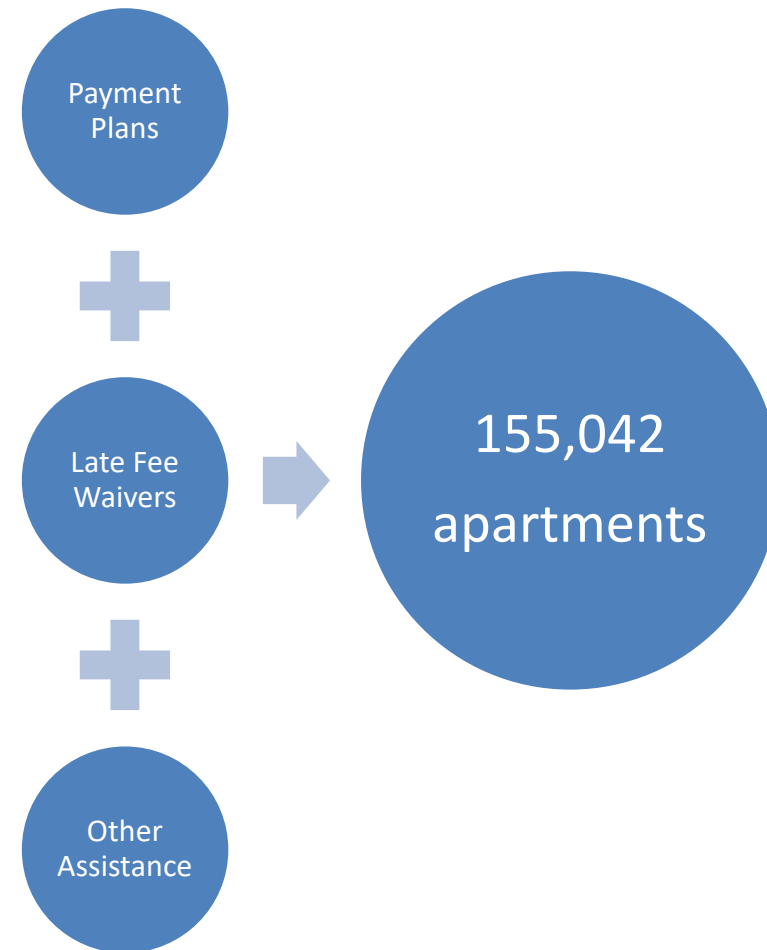 Payment
Plans
Late Fee
Waivers
155,042
apartments
Other
Assistance